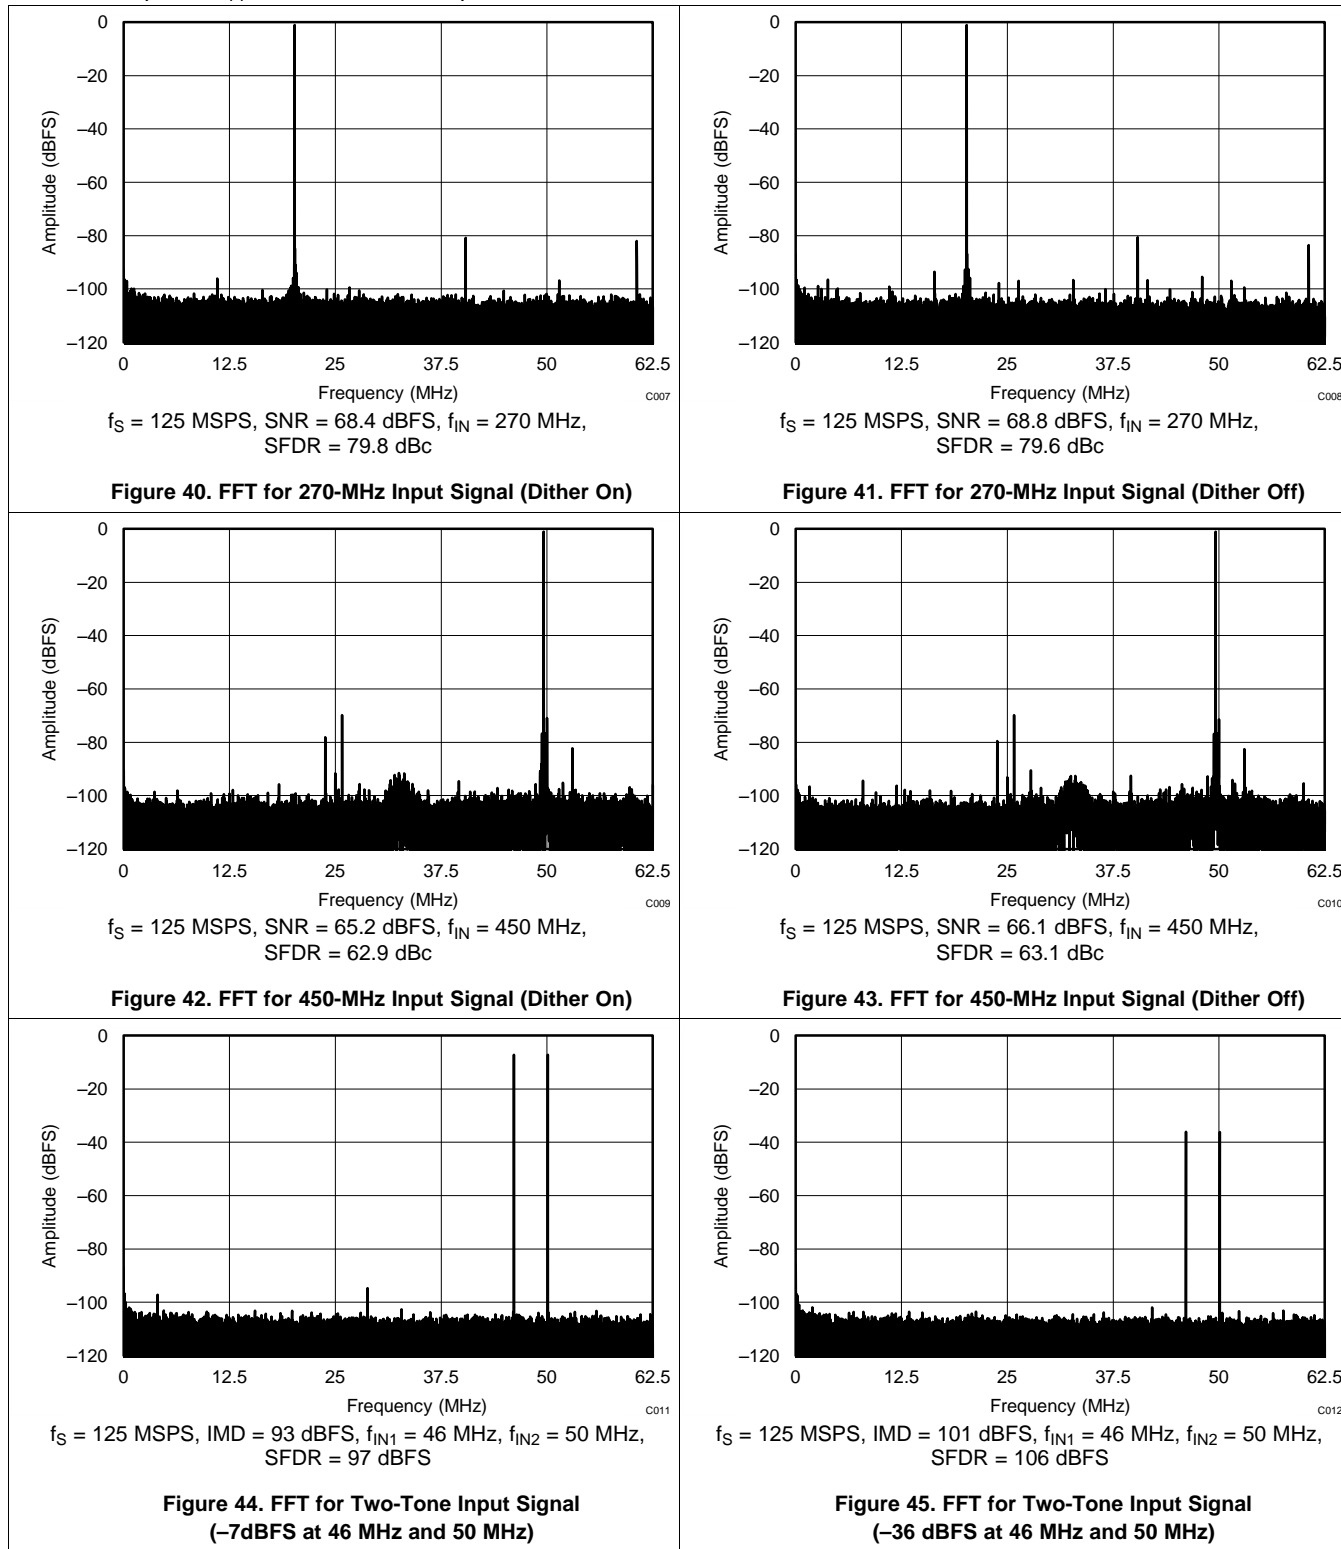 0
–20
–40
–60
–80
–100
–120
Amplitude (dBFS)
0 12.5 25 37.5 50 62.5
Frequency (MHz)
C007
fS = 125 MSPS, SNR = 68.4 dBFS, fIN = 270 MHz,
SFDR = 79.8 dBc
Figure 40. FFT for 270-MHz Input Signal (Dither On)
0
–20
–40
–60
–80
–100
–120
Amplitude (dBFS)
0 12.5 25 37.5 50 62.5
Frequency (MHz)
C008
fS = 125 MSPS, SNR = 68.8 dBFS, fIN = 270 MHz,
SFDR = 79.6 dBc
Figure 41. FFT for 270-MHz Input Signal (Dither Off)
0
–20
–40
–60
–80
–100
–120
Amplitude (dBFS)
0 12.5 25 37.5 50 62.5
Frequency (MHz)
C009
fS = 125 MSPS, SNR = 65.2 dBFS, fIN = 450 MHz,
SFDR = 62.9 dBc
Figure 42. FFT for 450-MHz Input Signal (Dither On)
0
–20
–40
–60
–80
–100
–120
Amplitude (dBFS)
0 12.5 25 37.5 50 62.5
Frequency (MHz)
C010
fS = 125 MSPS, SNR = 66.1 dBFS, fIN = 450 MHz,
SFDR = 63.1 dBc
Figure 43. FFT for 450-MHz Input Signal (Dither Off)
0
–20
–40
–60
–80
–100
–120
Amplitude (dBFS)
0 12.5 25 37.5 50 62.5
Frequency (MHz)
C011
fS = 125 MSPS, IMD = 93 dBFS, fIN1 = 46 MHz, fIN2 = 50 MHz,
SFDR = 97 dBFS
Figure 44. FFT for Two-Tone Input Signal
(–7dBFS at 46 MHz and 50 MHz)
0
–20
–40
–60
–80
–100
–120
Amplitude (dBFS)
0 12.5 25 37.5 50 62.5
Frequency (MHz)
C012
fS = 125 MSPS, IMD = 101 dBFS, fIN1 = 46 MHz, fIN2 = 50 MHz,
SFDR = 106 dBFS
Figure 45. FFT for Two-Tone Input Signal
(–36 dBFS at 46 MHz and 50 MHz)